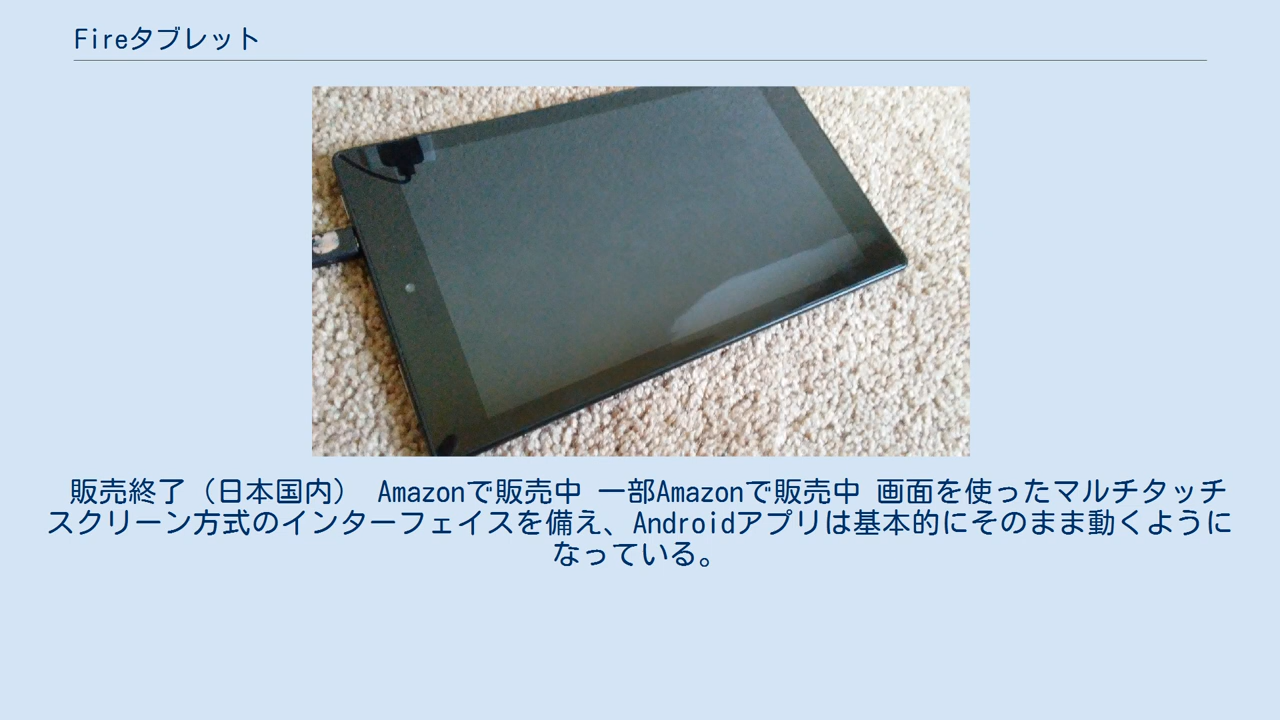 Fireタブレット
販売終了（日本国内） Amazonで販売中 一部Amazonで販売中 画面を使ったマルチタッチ
スクリーン方式のインターフェイスを備え、Androidアプリは基本的にそのまま動くように
なっている。